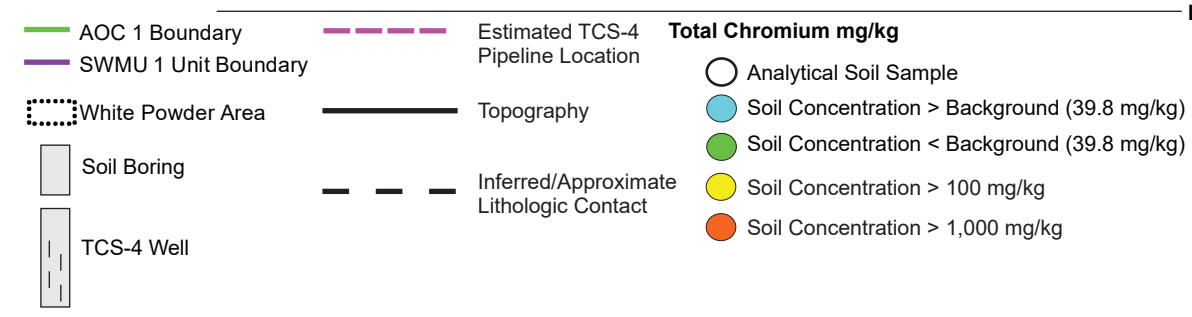 AOC 1 Boundary
SWMU 1 Unit Boundary
White Powder Area
Soil Boring
TCS-4 Well
Estimated TCS-4
Pipeline Location
Topography
Inferred/Approximate
Lithologic Contact
Total Chromium mg/kg
Analytical Soil Sample
Soil Concentration > Background (39.8 mg/kg)
Soil Concentration < Background (39.8 mg/kg)
Soil Concentration > 100 mg/kg
Soil Concentration > 1,000 mg/kg